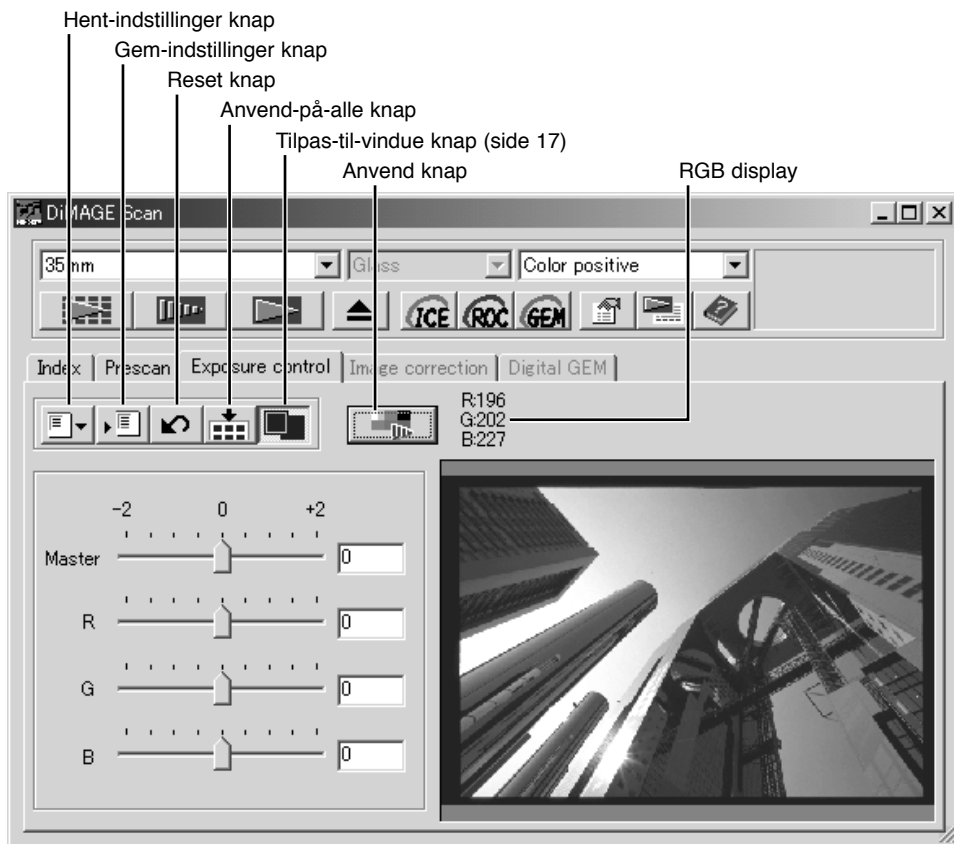 Hent-indstillinger knap
Gem-indstillinger knap
Reset knap
Anvend-på-alle knap
Tilpas-til-vindue knap (side 17)
Anvend knap
RGB display
DiMAGE Scan
35 mm
Glass
Color positive
ICE
ROC
GEM
Index
Prescan
Exposure control
Image correction
Digital GEM
R:196
G:202
B:227
-2 0 +2
Master 0
R 0
G 0
B 0